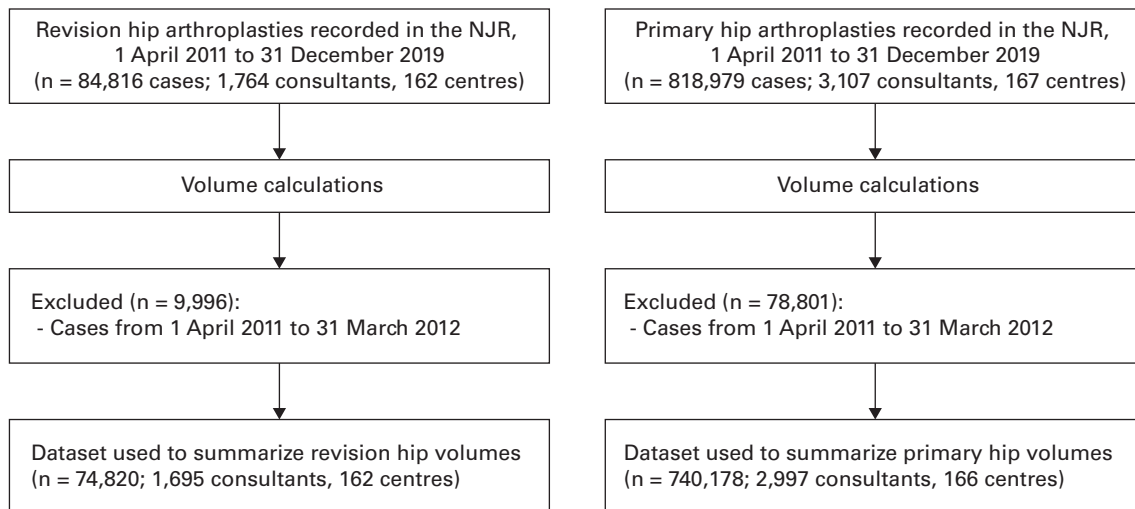 Revision hip arthroplasties recorded in the NJR,
1 April 2011 to 31 December 2019
(n = 84,816 cases; 1,764 consultants, 162 centres)
Volume calculations
Excluded (n = 9,996):
- Cases from 1 April 2011 to 31 March 2012
Dataset used to summarize revision hip volumes
(n = 74,820; 1,695 consultants, 162 centres)
Primary hip arthroplasties recorded in the NJR,
1 April 2011 to 31 December 2019
(n = 818,979 cases; 3,107 consultants, 167 centres)
Volume calculations
Excluded (n = 78,801):
- Cases from 1 April 2011 to 31 March 2012
Dataset used to summarize primary hip volumes
(n = 740,178; 2,997 consultants, 166 centres)